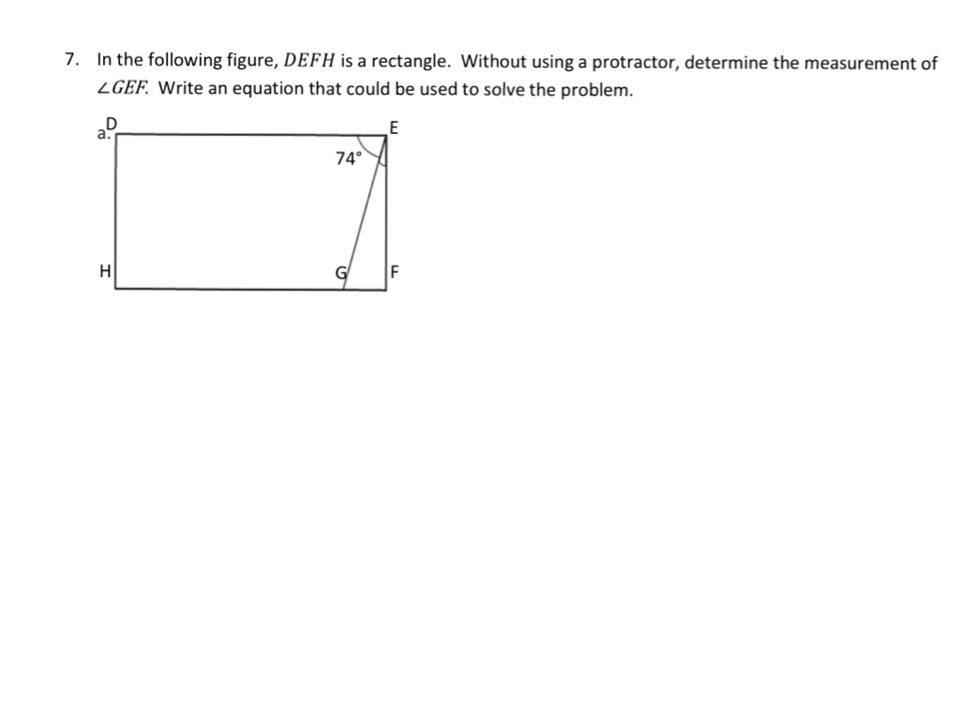 7. In the following figure, DEFH is a rectangle. Without using a protractor, determine the measurement of
∠GEF. Write an equation that could be used to solve the problem.
a. D E
74°
H G F